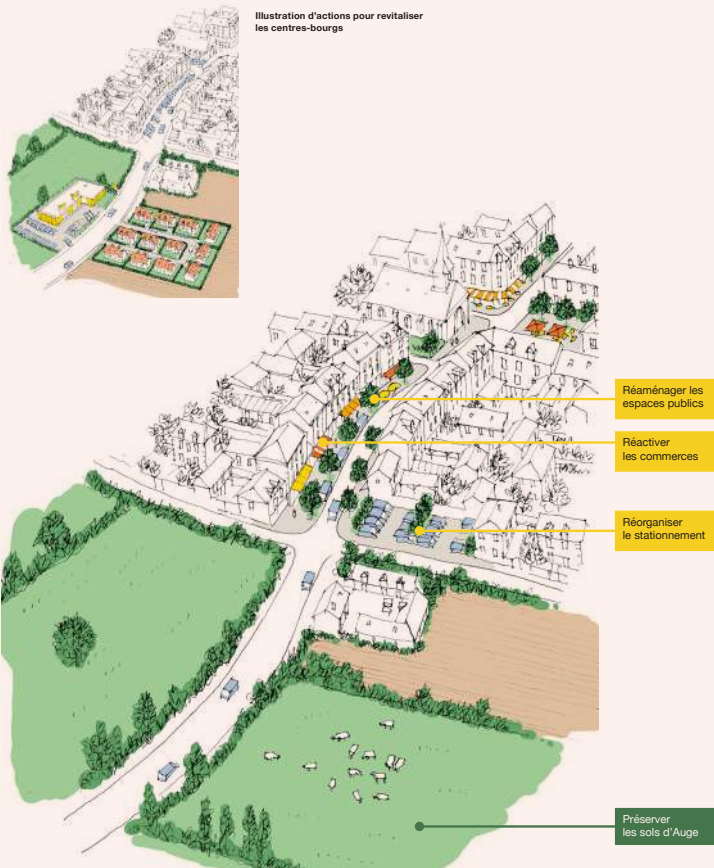 Illustration d'actions pour revitaliser
les centres-bourgs
Réaménager les
espaces publics
Réactiver
les commerces
Réorganiser
le stationnement
Préserver
les sols d'Auge